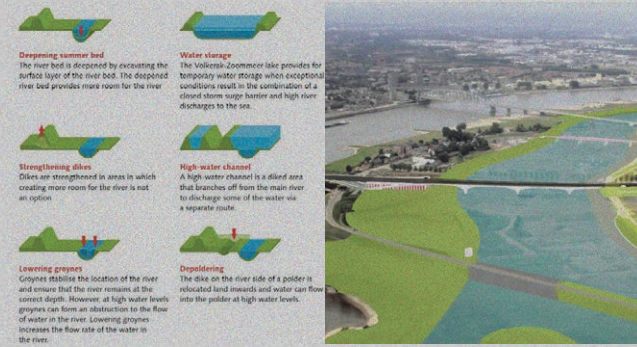 Deepening summer bed
The river bed is deepened by excavating the
surface layer of the river bed. The deepened
river bed provides more room for the river
Water storage
The Volkerak-Zoommeer lake provides for
temporary water storage when exceptional
conditions result in the combination of a
closed storm surge barrier and high river
discharges to the sea.
Strengthening dikes
Dikes are strengthened in areas in which
creating more room for the river is not
an option
High-water channel
A high-water channel is a diked area
that branches off from the main river
to discharge some of the water via
a separate route.
Lowering groynes
Groynes stabilise the location of the river
and ensure that the river remains at the
correct depth. However, at high water levels
groynes can form an obstruction to the flow
of water in the river. Lowering groynes
increases the flow rate of the water in
the river.
Depoldering
The dike on the river side of a polder is
relocated land inwards and water can flow
into the polder at high water levels.